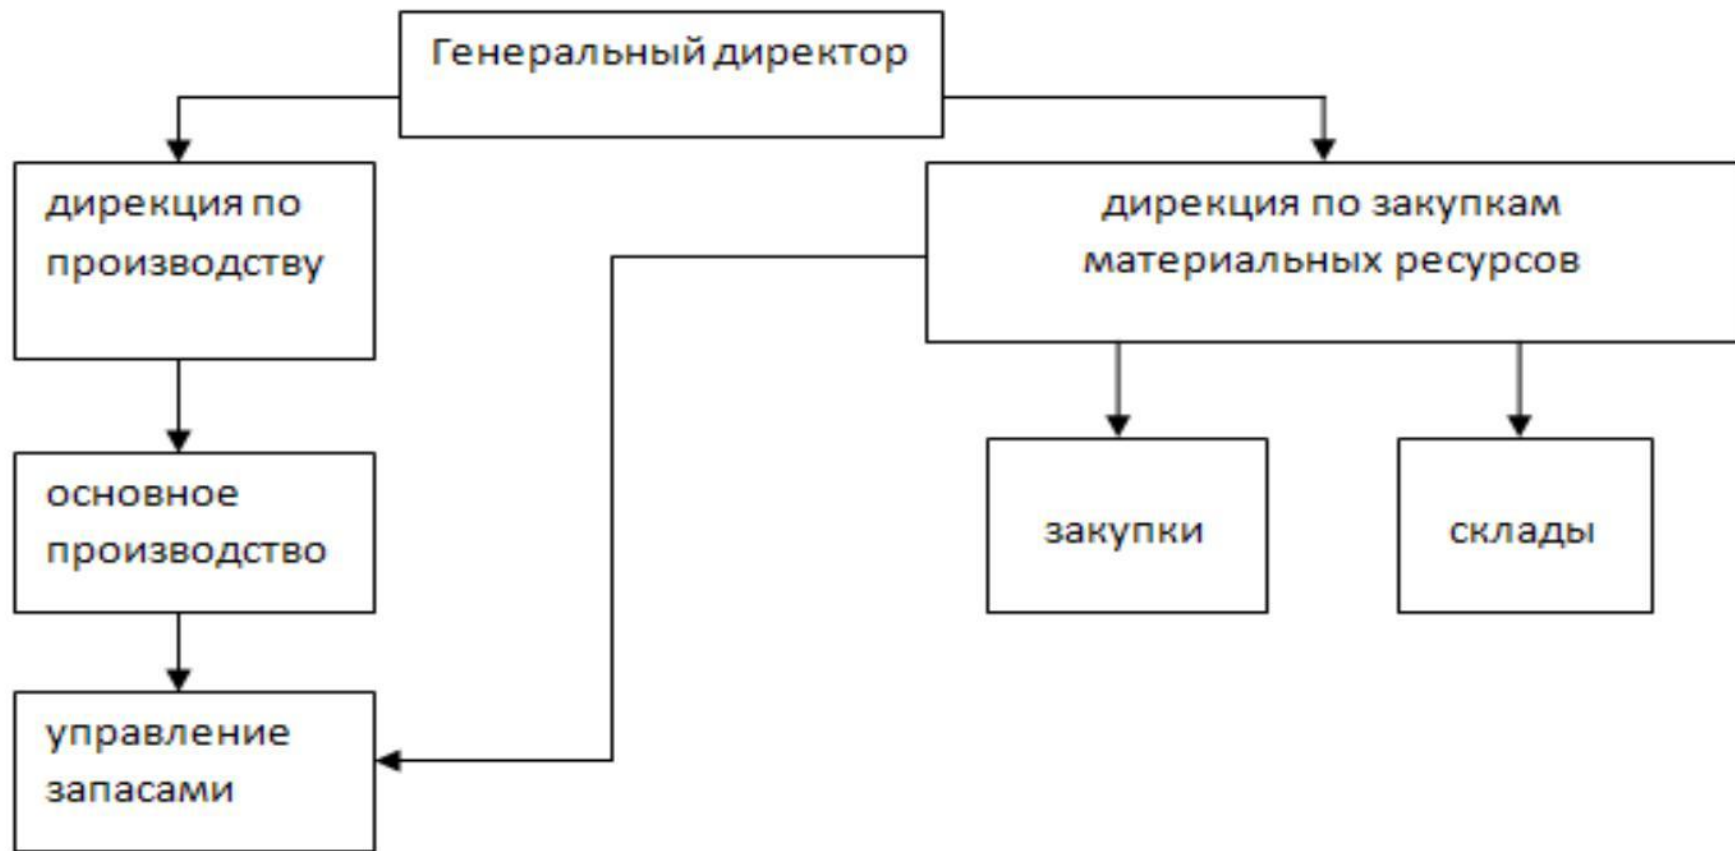 Генеральный директор
дирекция по
производству
дирекция по закупкам
материальных ресурсов
основное
производство
закупки
склады
управление
запасами